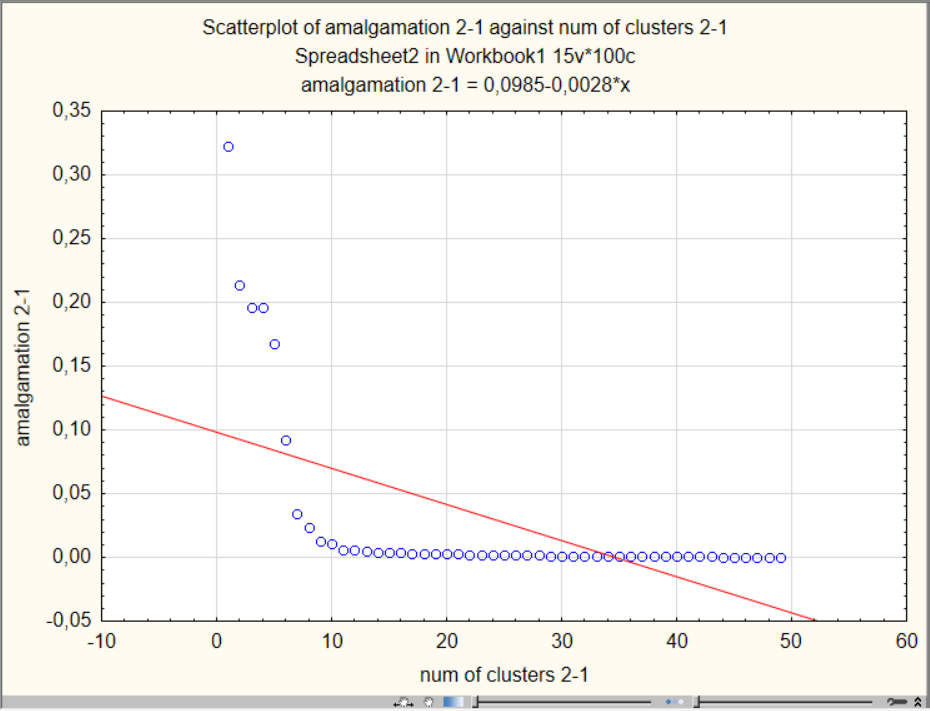 Scatterplot of amalgamation 2-1 against num of clusters 2-1
Spreadsheet2 in Workbook1 15v*100c
amalgamation 2-1 = 0,0985-0,0028*x
0,35
0,30
0,25
0,20
0,15
0,10
0,05
0,00
-0,05
amalgamation 2-1
-10 0 10 20 30 40 50 60
num of clusters 2-1